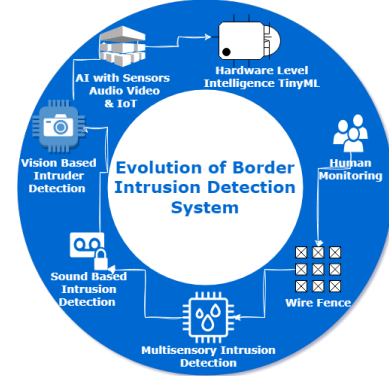 Evolution of Border
Intrusion Detection
System
Human
Monitoring
Wire Fence
Multisensory Intrusion
Detection
Sound Based
Intrusion
Detection
Vision Based
Intruder
Detection
AI with Sensors
Audio Video
& IoT
Hardware Level
Intelligence TinyML